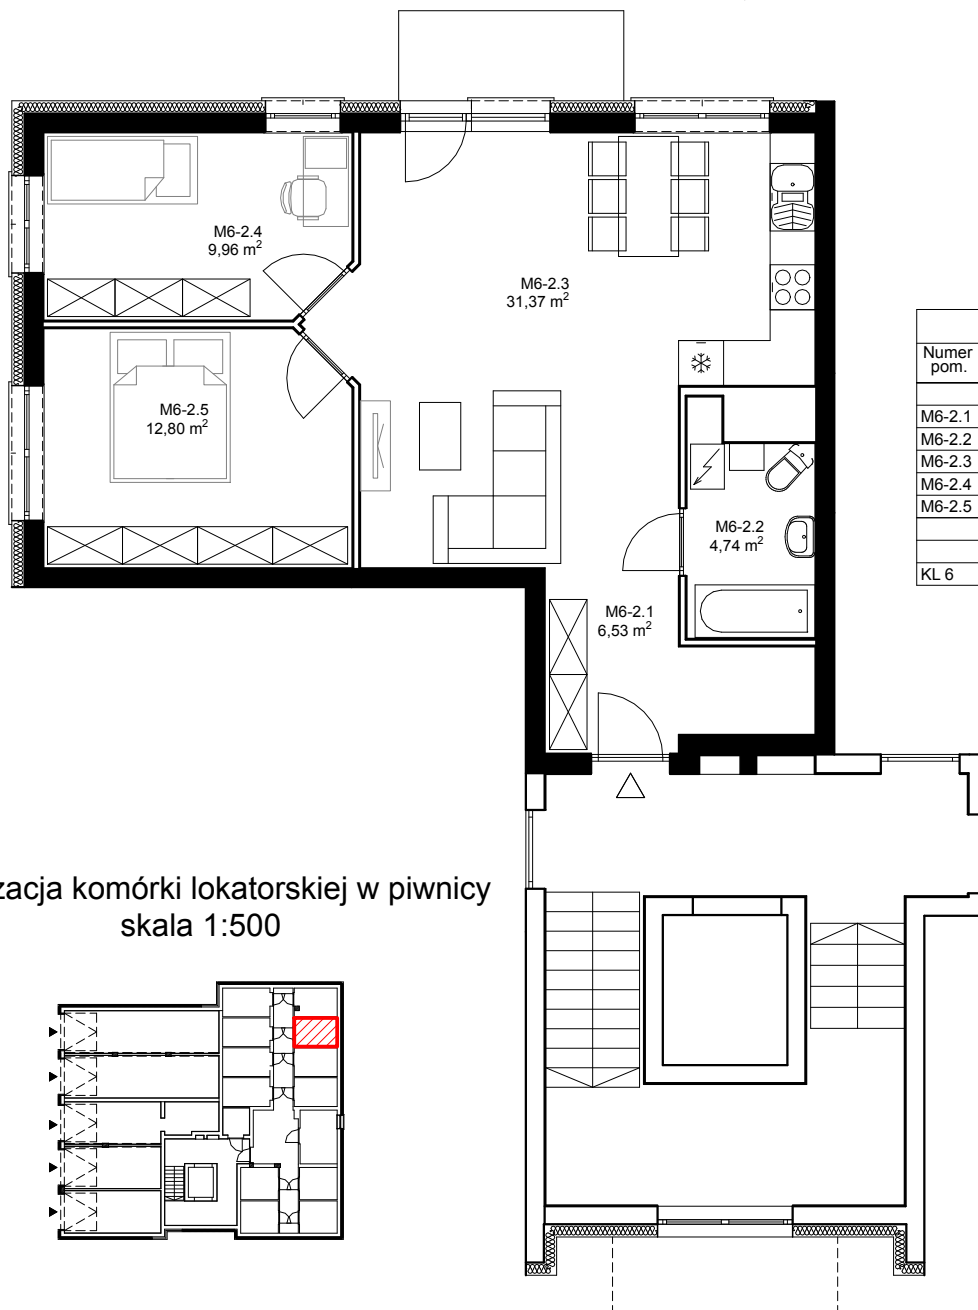 M6-2.4
9,96 m²
M6-2.3
31,37 m²
M6-2.5
12,80 m²
M6-2.2
4,74 m²
M6-2.1
6,53 m²
Numer
pom.
M6-2.1
M6-2.2
M6-2.3
M6-2.4
M6-2.5
KL 6
zacja komórki lokatorskiej w piwnicy
skala 1:500